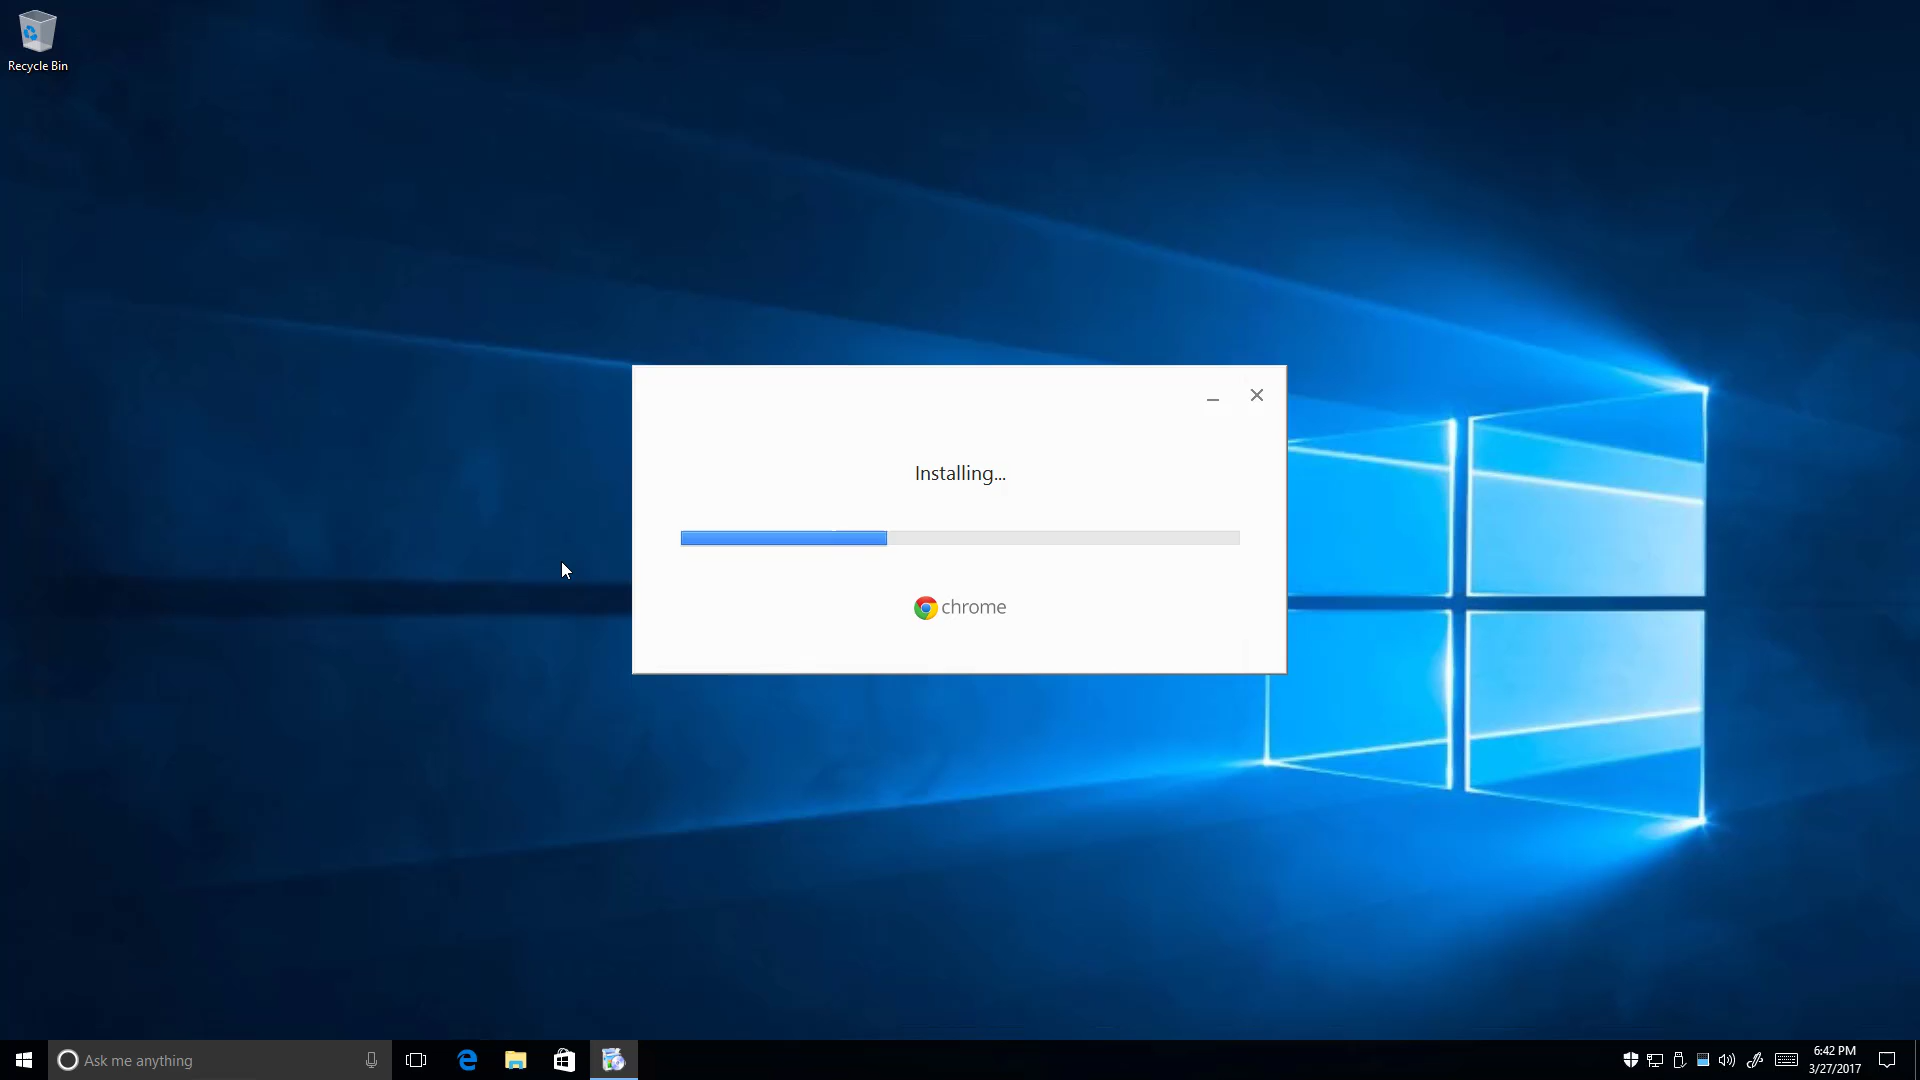 Recycle Bin
Installing...
chrome
Ask me anything
6:42 PM
3/27/2017